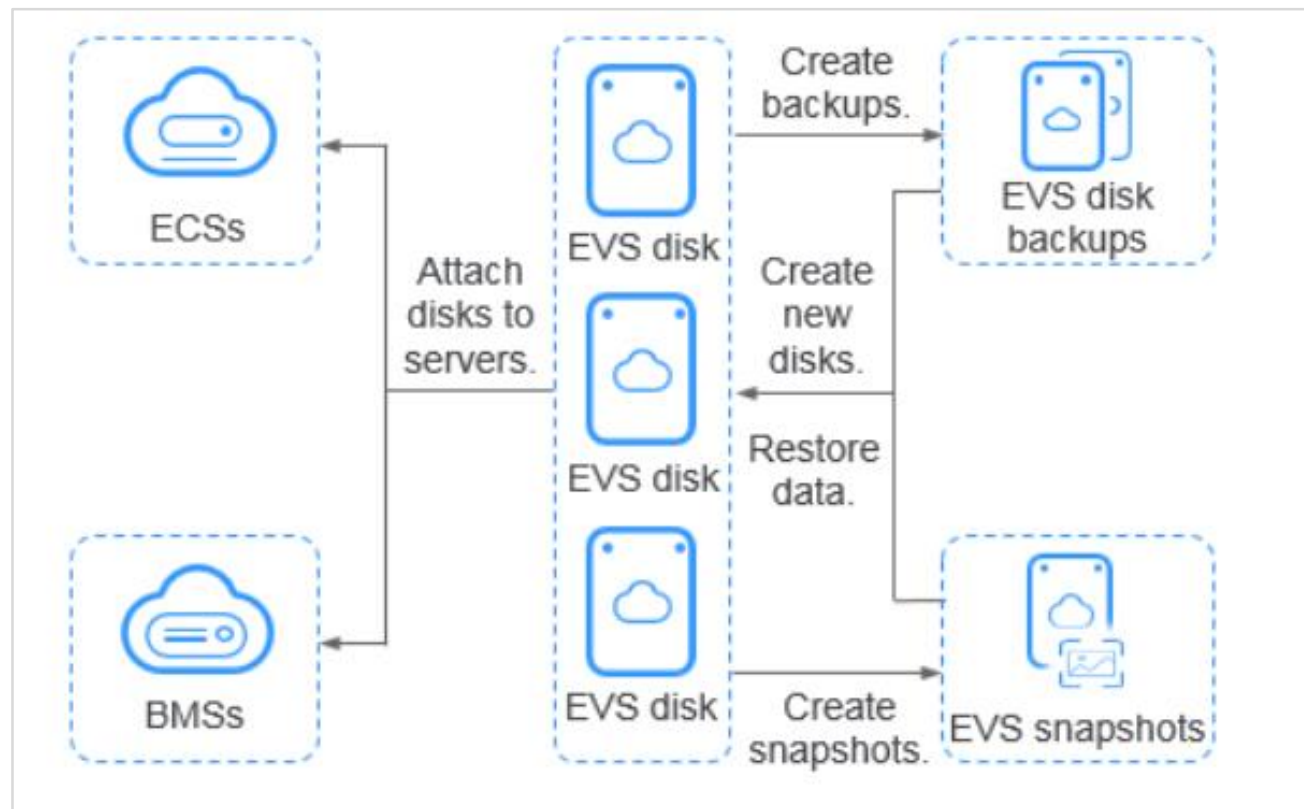 ECSs
BMSs
Attach
disks to
servers.
EVS disk
EVS disk
EVS disk
Create
backups.
Create
new
disks.
Restore
data.
Create
snapshots.
EVS disk
backups
EVS snapshots